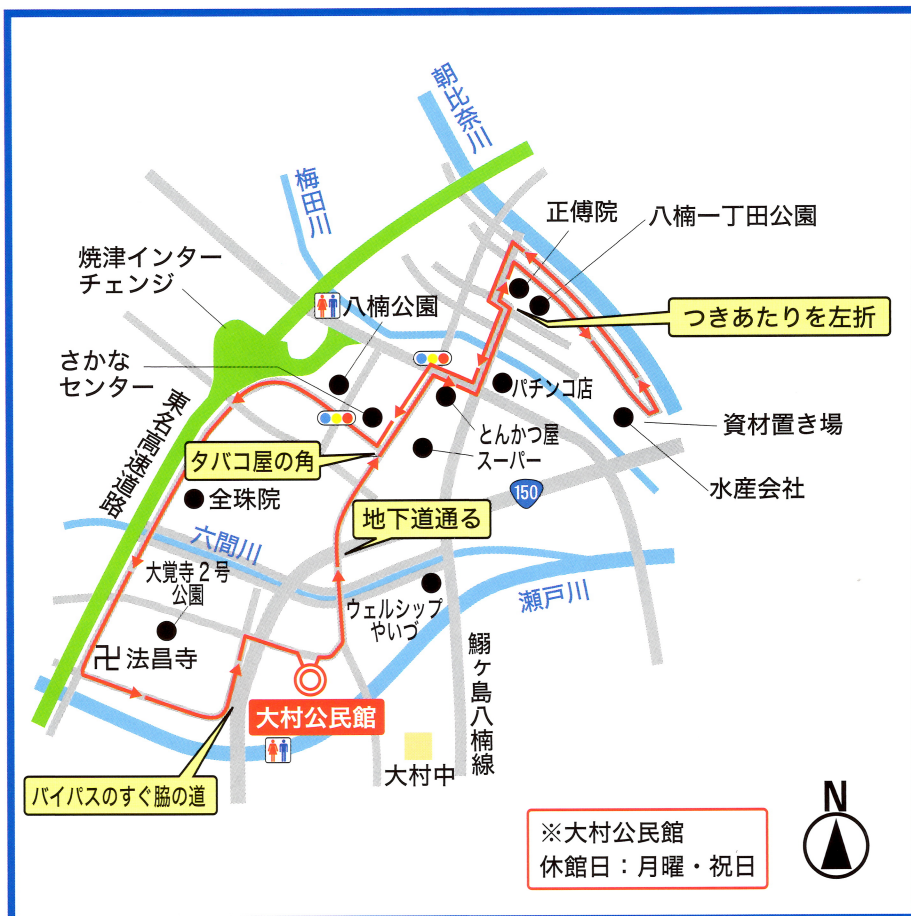 朝比奈川
梅田川
正傳院
八楠一丁田公園
焼津インター
チェンジ
八楠公園
つきあたりを左折
さかな
センター
パチンコ店
資材置き場
とんかつ屋
スーパー
東名高速道路
タバコ屋の角
水産会社
150
全珠院
地下道通る
六間川
大覚寺2号
公園
ウェルシップ
やいづ
瀬戸川
卍法昌寺
鰯ヶ島八楠線
大村公民館
大村中
バイパスのすぐ脇の道
N
※大村公民館
休館日:月曜・祝日